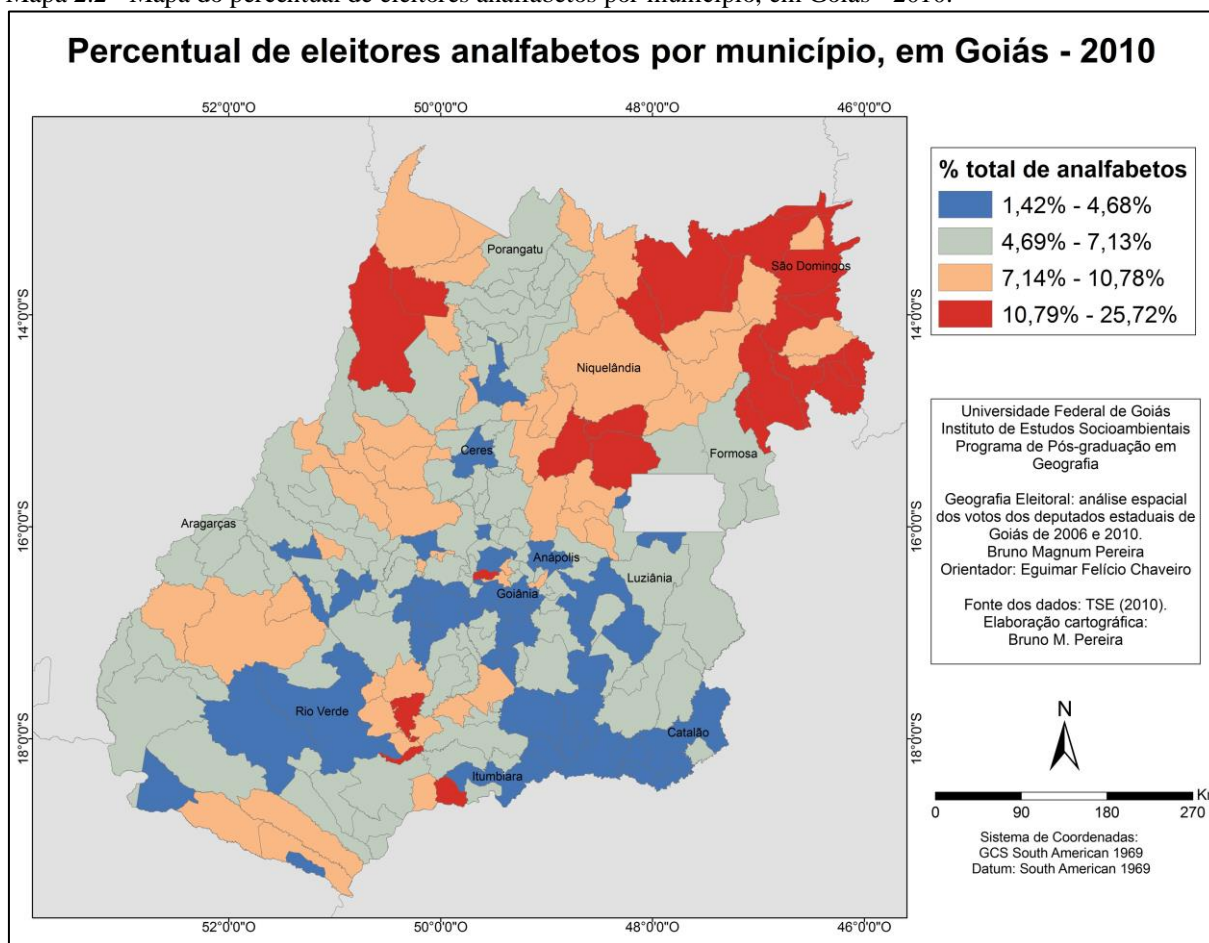 Mapa 2.2 - Mapa do percentual de eleitores analfabetos por município, em Goiás - 2010.
Percentual de eleitores analfabetos por município, em Goiás - 2010
52°0'0"O 50°0'0"O 48°0'0"O 46°0'0"O
% total de analfabetos
1,42% - 4,68%
4,69% - 7,13%
7,14% - 10,78%
10,79% - 25,72%
Porangatu
São Domingos
14°0'0"S 14°0'0"S
Niquelândia
Ceres
Formosa
Aragarças
16°0'0"S 16°0'0"S
Anápolis
Luziânia
Goiânia
Rio Verde
Catalão
18°0'0"S 18°0'0"S
Itumbiara
52°0'0"O 50°0'0"O 48°0'0"O 46°0'0"O
Universidade Federal de Goiás
Instituto de Estudos Socioambientais
Programa de Pós-graduação em
Geografia
Geografia Eleitoral: análise espacial
dos votos dos deputados estaduais de
Goiás de 2006 e 2010.
Bruno Magnum Pereira
Orientador: Eguimar Felício Chaveiro
Fonte dos dados: TSE (2010).
Elaboração cartográfica:
Bruno M. Pereira
N
0 90 180 270
Sistema de Coordenadas:
GCS South American 1969
Datum: South American 1969